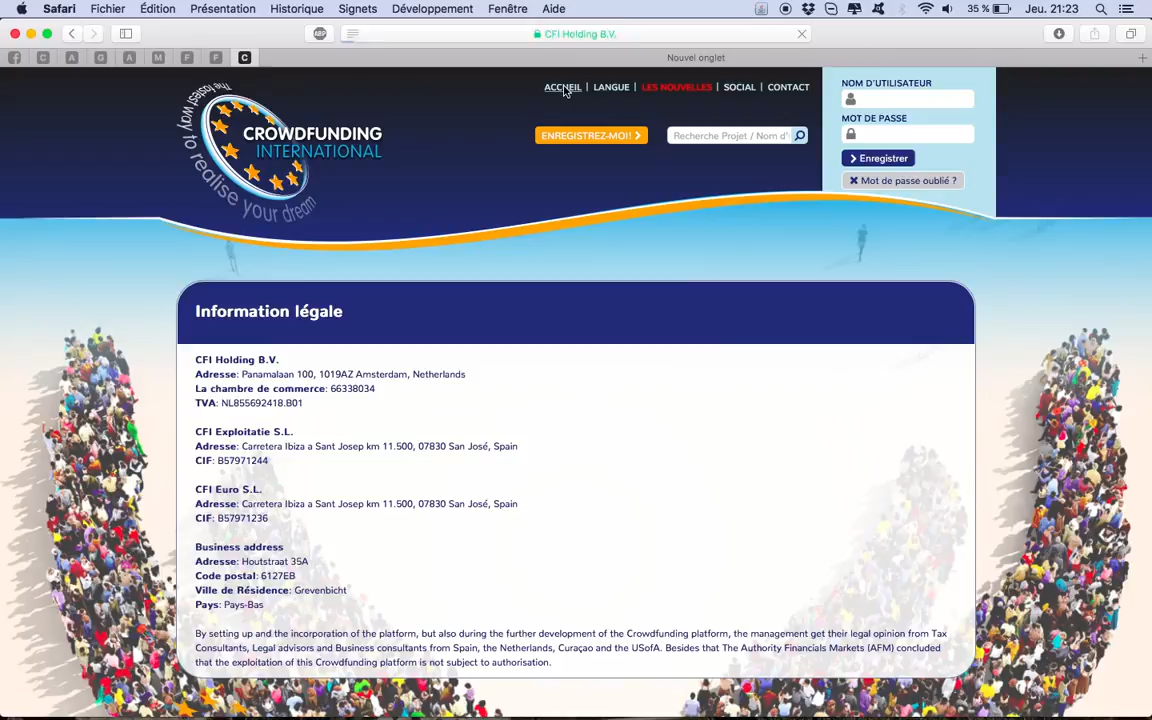 Safari Fichier Édition Présentation Historique Signets Développement Fenêtre Aide 35 % Jeu. 21:23
ABP CFI Holding B.V.
C A G A M F F C Nouvel onglet
The fastest way to realise your dream
CROWDFUNDING
INTERNATIONAL
ACCUEIL | LANGUE | LES NOUVELLES | SOCIAL | CONTACT
ENREGISTREZ-MOI! Recherche Projet / Nom d'
NOM D'UTILISATEUR
MOT DE PASSE
Enregistrer
Mot de passe oublié ?
Information légale
CFI Holding B.V.
Adresse: Panamalaan 100, 1019AZ Amsterdam, Netherlands
La chambre de commerce: 66338034
TVA: NL855692418.B01
CFI Exploitatie S.L.
Adresse: Carretera Ibiza a Sant Josep km 11.500, 07830 San José, Spain
CIF: B57971244
CFI Euro S.L.
Adresse: Carretera Ibiza a Sant Josep km 11.500, 07830 San José, Spain
CIF: B57971236
Business address
Adresse: Houtstraat 35A
Code postal: 6127EB
Ville de Résidence: Grevenbicht
Pays: Pays-Bas
By setting up and the incorporation of the platform, but also during the further development of the Crowdfunding platform, the management get their legal opinion from Tax
Consultants, Legal advisors and Business consultants from Spain, the Netherlands, Curaçao and the USofA. Besides that The Authority Financials Markets (AFM) concluded
that the exploitation of this Crowdfunding platform is not subject to authorisation.